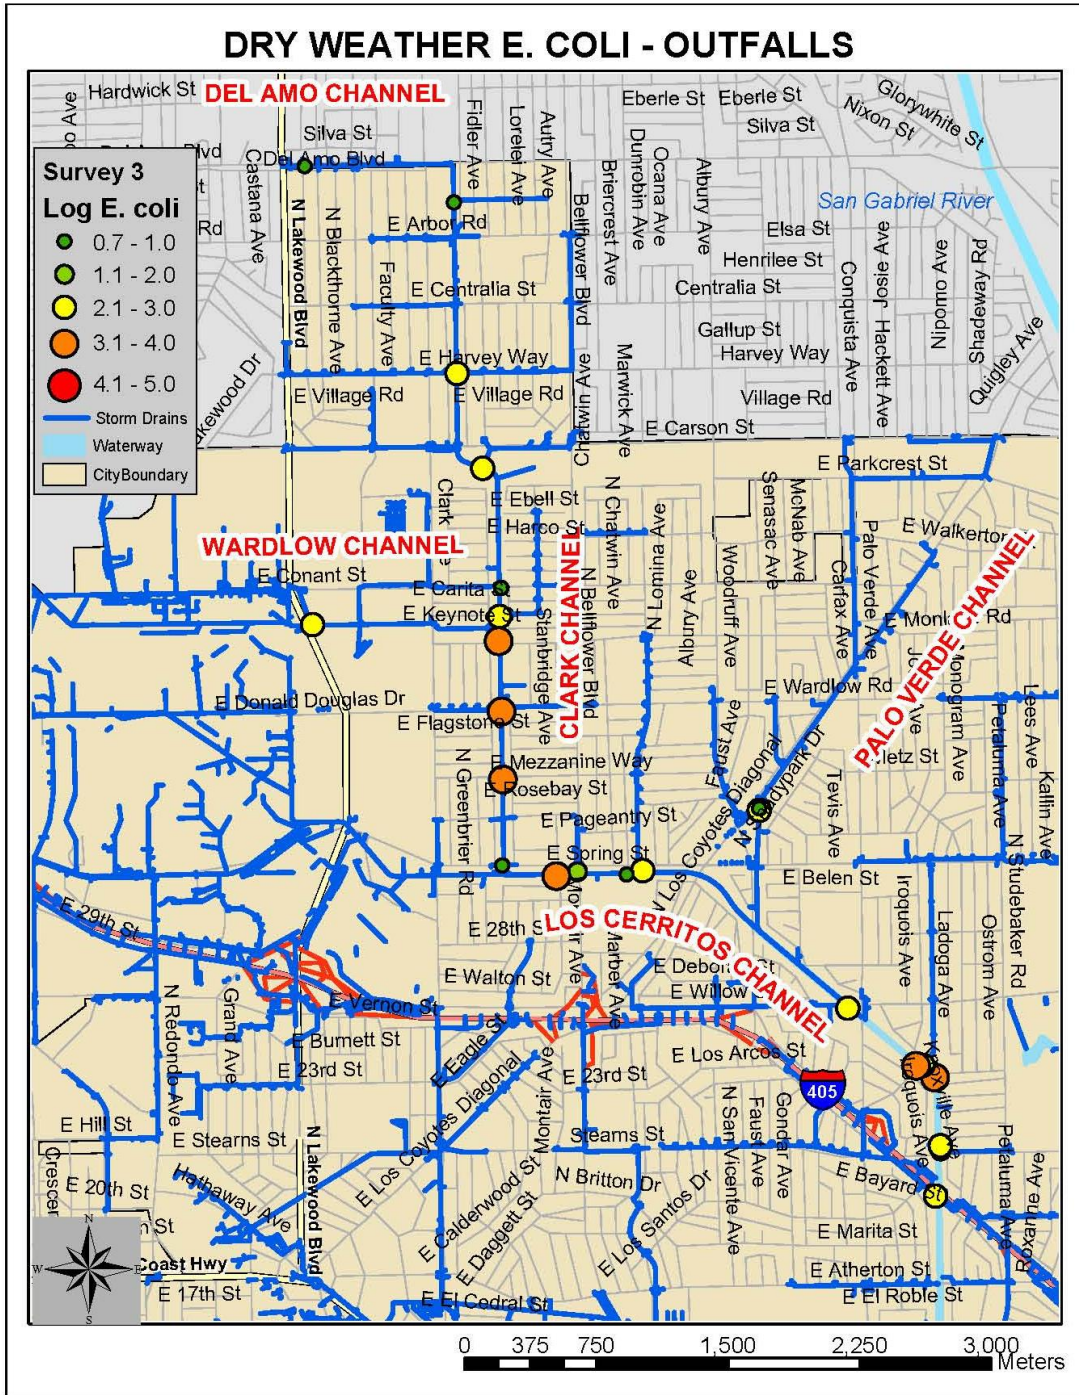 DRY WEATHER E. COLI - OUTFALLS
Hardwick St
DEL AMO CHANNEL
Silva St
Del Amo Blvd
Fidler Ave
Lorelei Ave
Autry Ave
Eberle St
Eberle St
Silva St
Nixon St
Glorywhite St
Survey 3
Log E. coli
0.7 - 1.0
1.1 - 2.0
2.1 - 3.0
3.1 - 4.0
4.1 - 5.0
Storm Drains
Waterway
CityBoundary
Castana Ave
N Lakewood Blvd
N Blackthorne Ave
Faculty Ave
E Arbor Rd
E Centralia St
E Harvey Way
E Village Rd
E Village Rd
Bellflower Blvd
Briercrest Ave
Dunrobin Ave
Ocana Ave
Albury Ave
San Gabriel River
Elsa St
Henrilee St
Centralia St
Gallup St
Harvey Way
Village Rd
Conquista Ave
Hackett Ave
Josie Ave
Nipomo Ave
Shadeway Rd
Quigley Ave
Charwin Ave
Marwick Ave
E Carson St
E Parkcrest St
E Ebell St
E Harco St
N Chatwin Ave
N Lomina Ave
Senasac Ave
McNab Ave
Palo Verde Ave
E Walkerton
WARDLOW CHANNEL
CLARK CHANNEL
PALO VERDE CHANNEL
Clark
E Conant St
E Carita St
E Keynote St
Stanbridge Ave
N Bellflower Blvd
Albury Ave
Woodruff Ave
Carfax Ave
E Wardlow Rd
Monogram Ave
Petaluma Ave
Lees Ave
Kallin Ave
E Donald Douglas Dr
E Flagstone St
E Mezzanine Way
E Rosebay St
E Pageantry St
E Spring St
N Greenbrier Rd
Faust Ave
N Los Coyotes Diagonal
Tevis Ave
E Belen St
N Studebaker Rd
Iroquois Ave
Ladoga Ave
Ostrom Ave
E 29th St
E 28th St
LOS CERRITOS CHANNEL
E Walton St
Marber Ave
E Willow
E Vernon St
N Redondo Ave
Grand Ave
E Burnett St
E 23rd St
E Eagle St
E Los Coyotes Diagonal
Montair Ave
E 23rd St
E Los Arcos St
405
N San Vicente Ave
Faust Ave
Gondar Ave
Iroquois Ave
E Hill St
E Stearns St
Stearns St
E Bayard St
Petaluma Ave
Roxanne Ave
E 20th St
Hathaway Ave
N Lakewood Blvd
E Calderwood St
E Daggett St
N Britton Dr
E Los Santos Dr
E Marita St
E Atherton St
E El Roble St
Coast Hwy
E 17th St
E El Cedral St
N
W
E
S
0 375 750 1,500 2,250 3,000
Meters